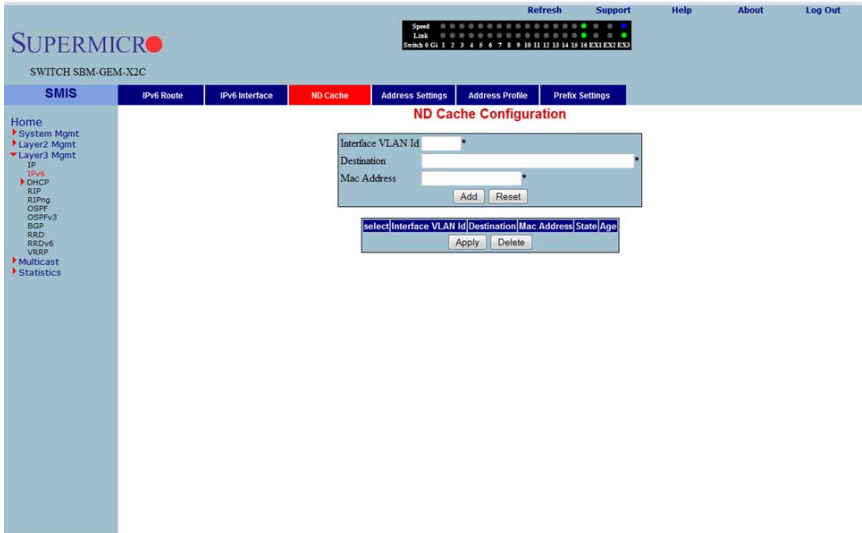 Refresh Support Help About Log Out
SUPERMICRO
Speed
Link
Switch 0 Gi 1 2 3 4 5 6 7 8 9 10 11 12 13 14 15 16 EX1 EX2 EX3
SWITCH SBM-GEM-X2C
SMIS
IPv6 Route IPv6 Interface ND Cache Address Settings Address Profile Prefix Settings
Home
System Mgmt
Layer2 Mgmt
Layer3 Mgmt
IP
IPv6
DHCP
RIP
RIPng
OSPF
OSPFv3
BGP
RRD
RRDv6
VRRP
Multicast
Statistics
ND Cache Configuration
Interface VLAN Id *
Destination *
Mac Address *
Add Reset
select Interface VLAN Id Destination Mac Address State Age
Apply Delete